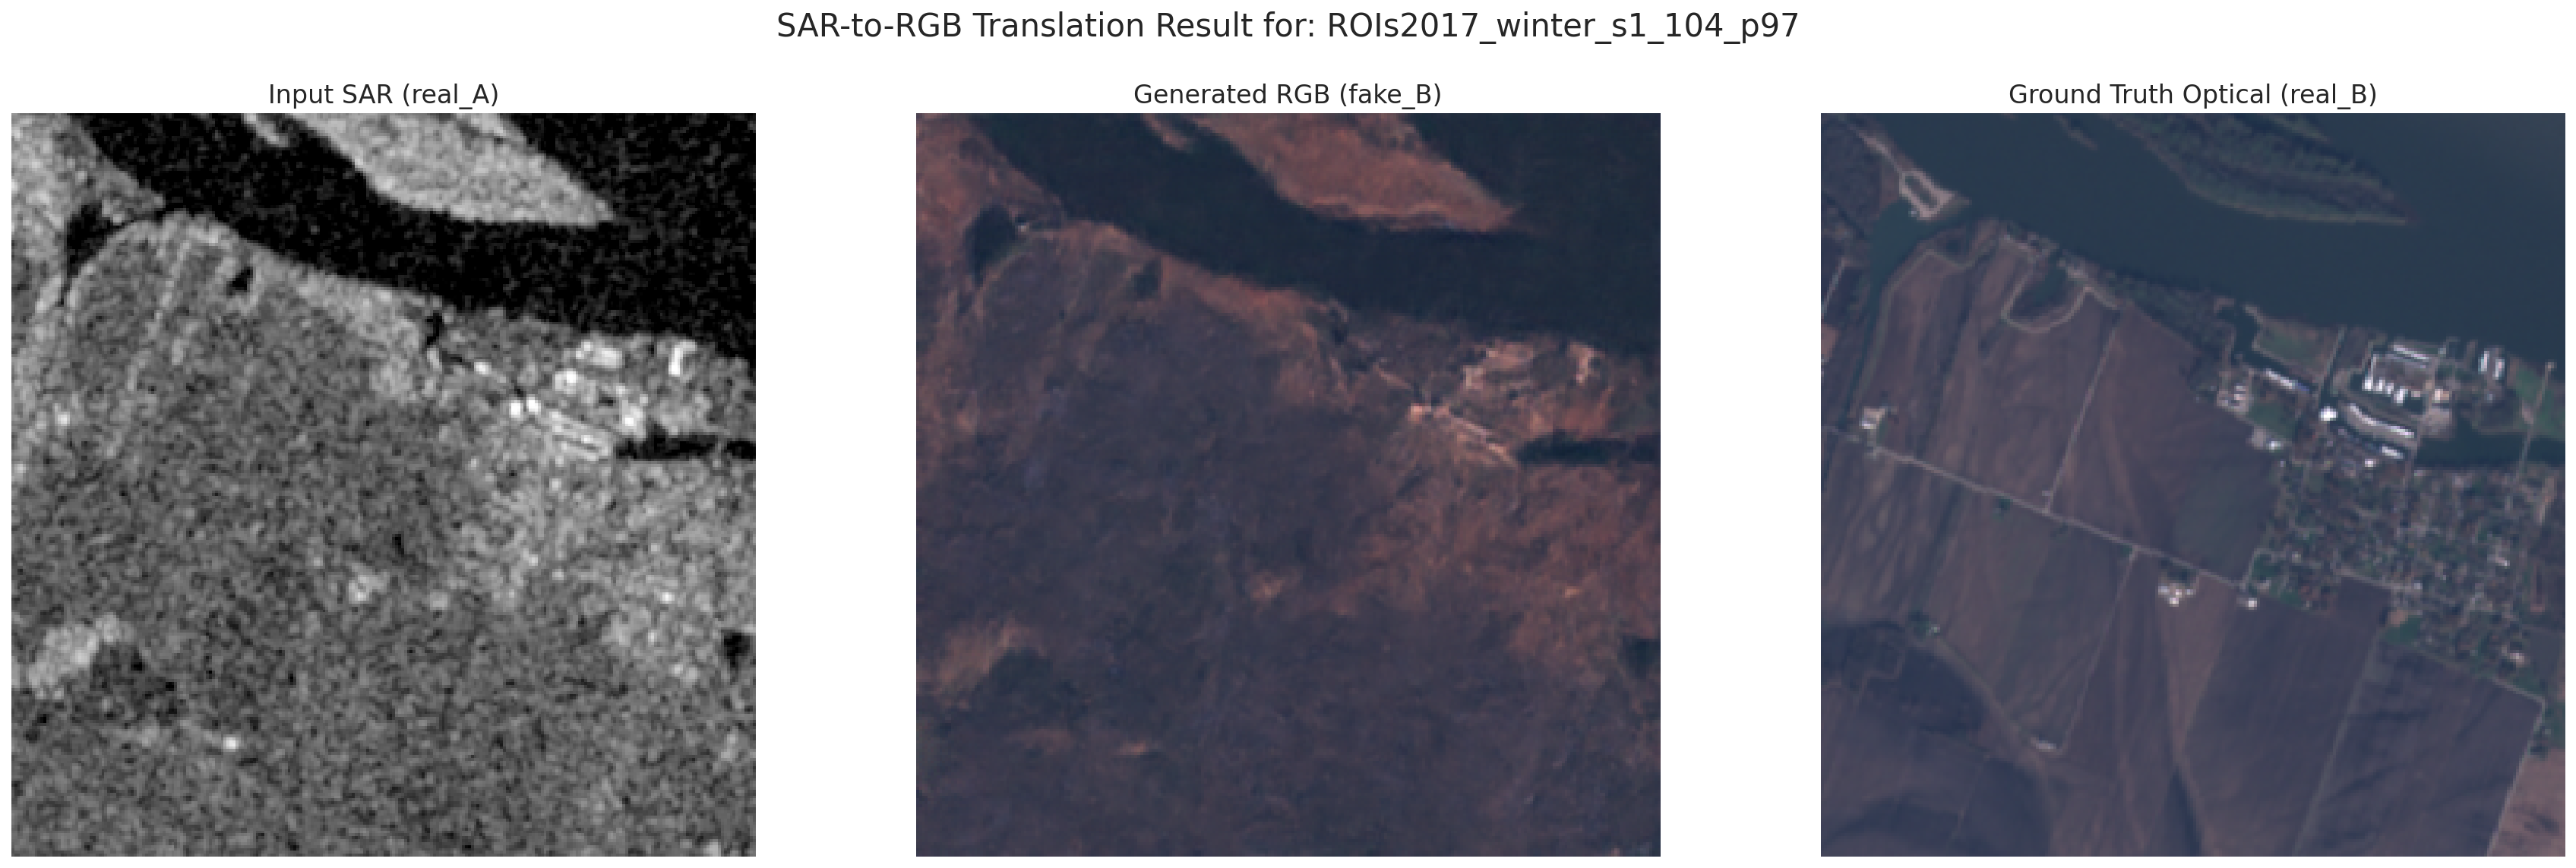 SAR-to-RGB Translation Result for: ROIs2017_winter_s1_104_p97
Input SAR (real_A)
Generated RGB (fake_B)
Ground Truth Optical (real_B)